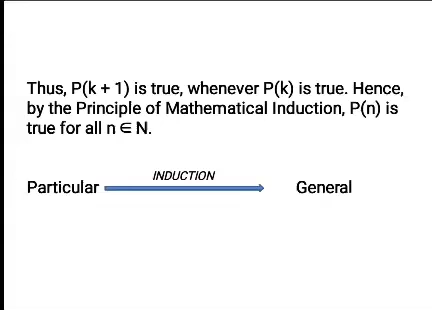 Thus, P(k + 1) is true, whenever P(k) is true. Hence,
by the Principle of Mathematical Induction, P(n) is
true for all n ∈ N.
INDUCTION
Particular General